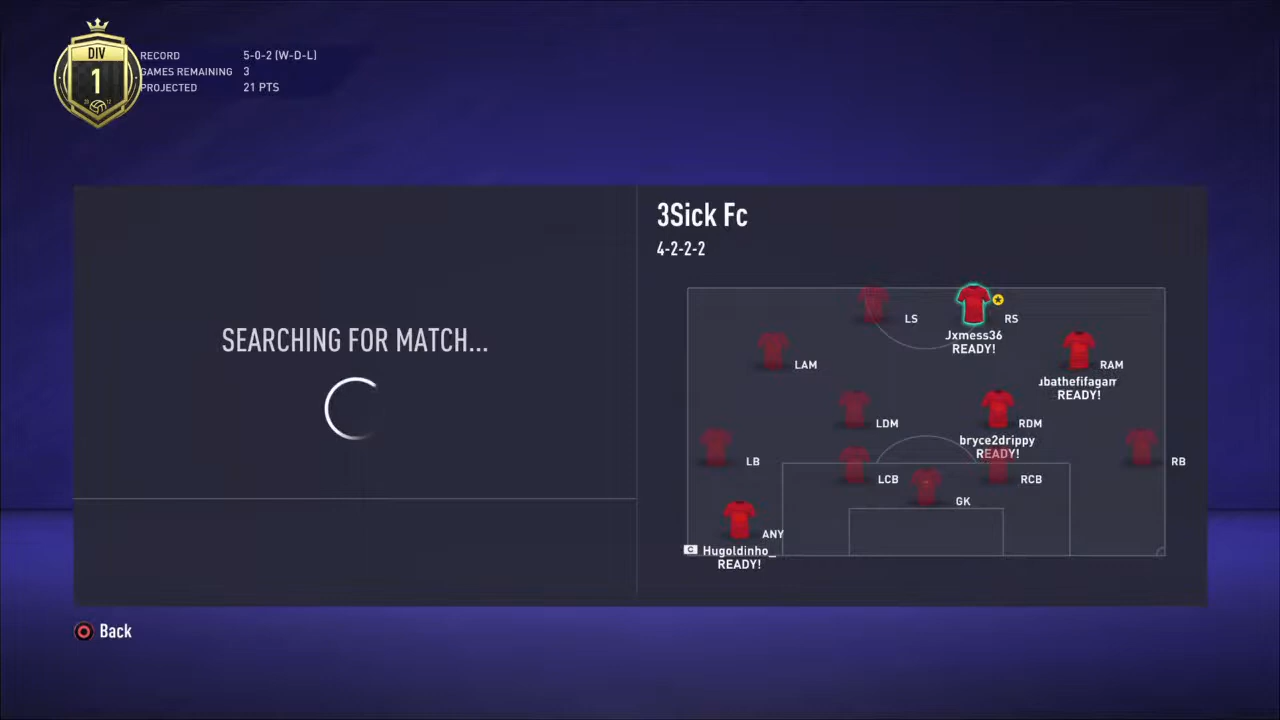 DIV
1
RECORD 5-0-2 (W-D-L)
GAMES REMAINING 3
PROJECTED 21 PTS
SEARCHING FOR MATCH...
3Sick Fc
4-2-2-2
LS
RS
Jxmess36
READY!
LAM
RAM
READY!
LDM
RDM
bryce2drippy
READY!
LB
RB
LCB
RCB
GK
ANY
C Hugoldinho_
READY!
Back